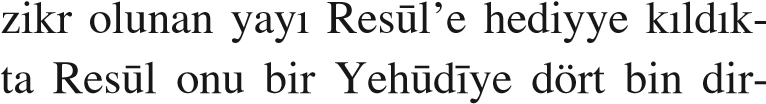 zikr olunan yayı Resūl’e hediyye kıldık-
ta Resūl onu bir Yehūdīye dört bin dir-